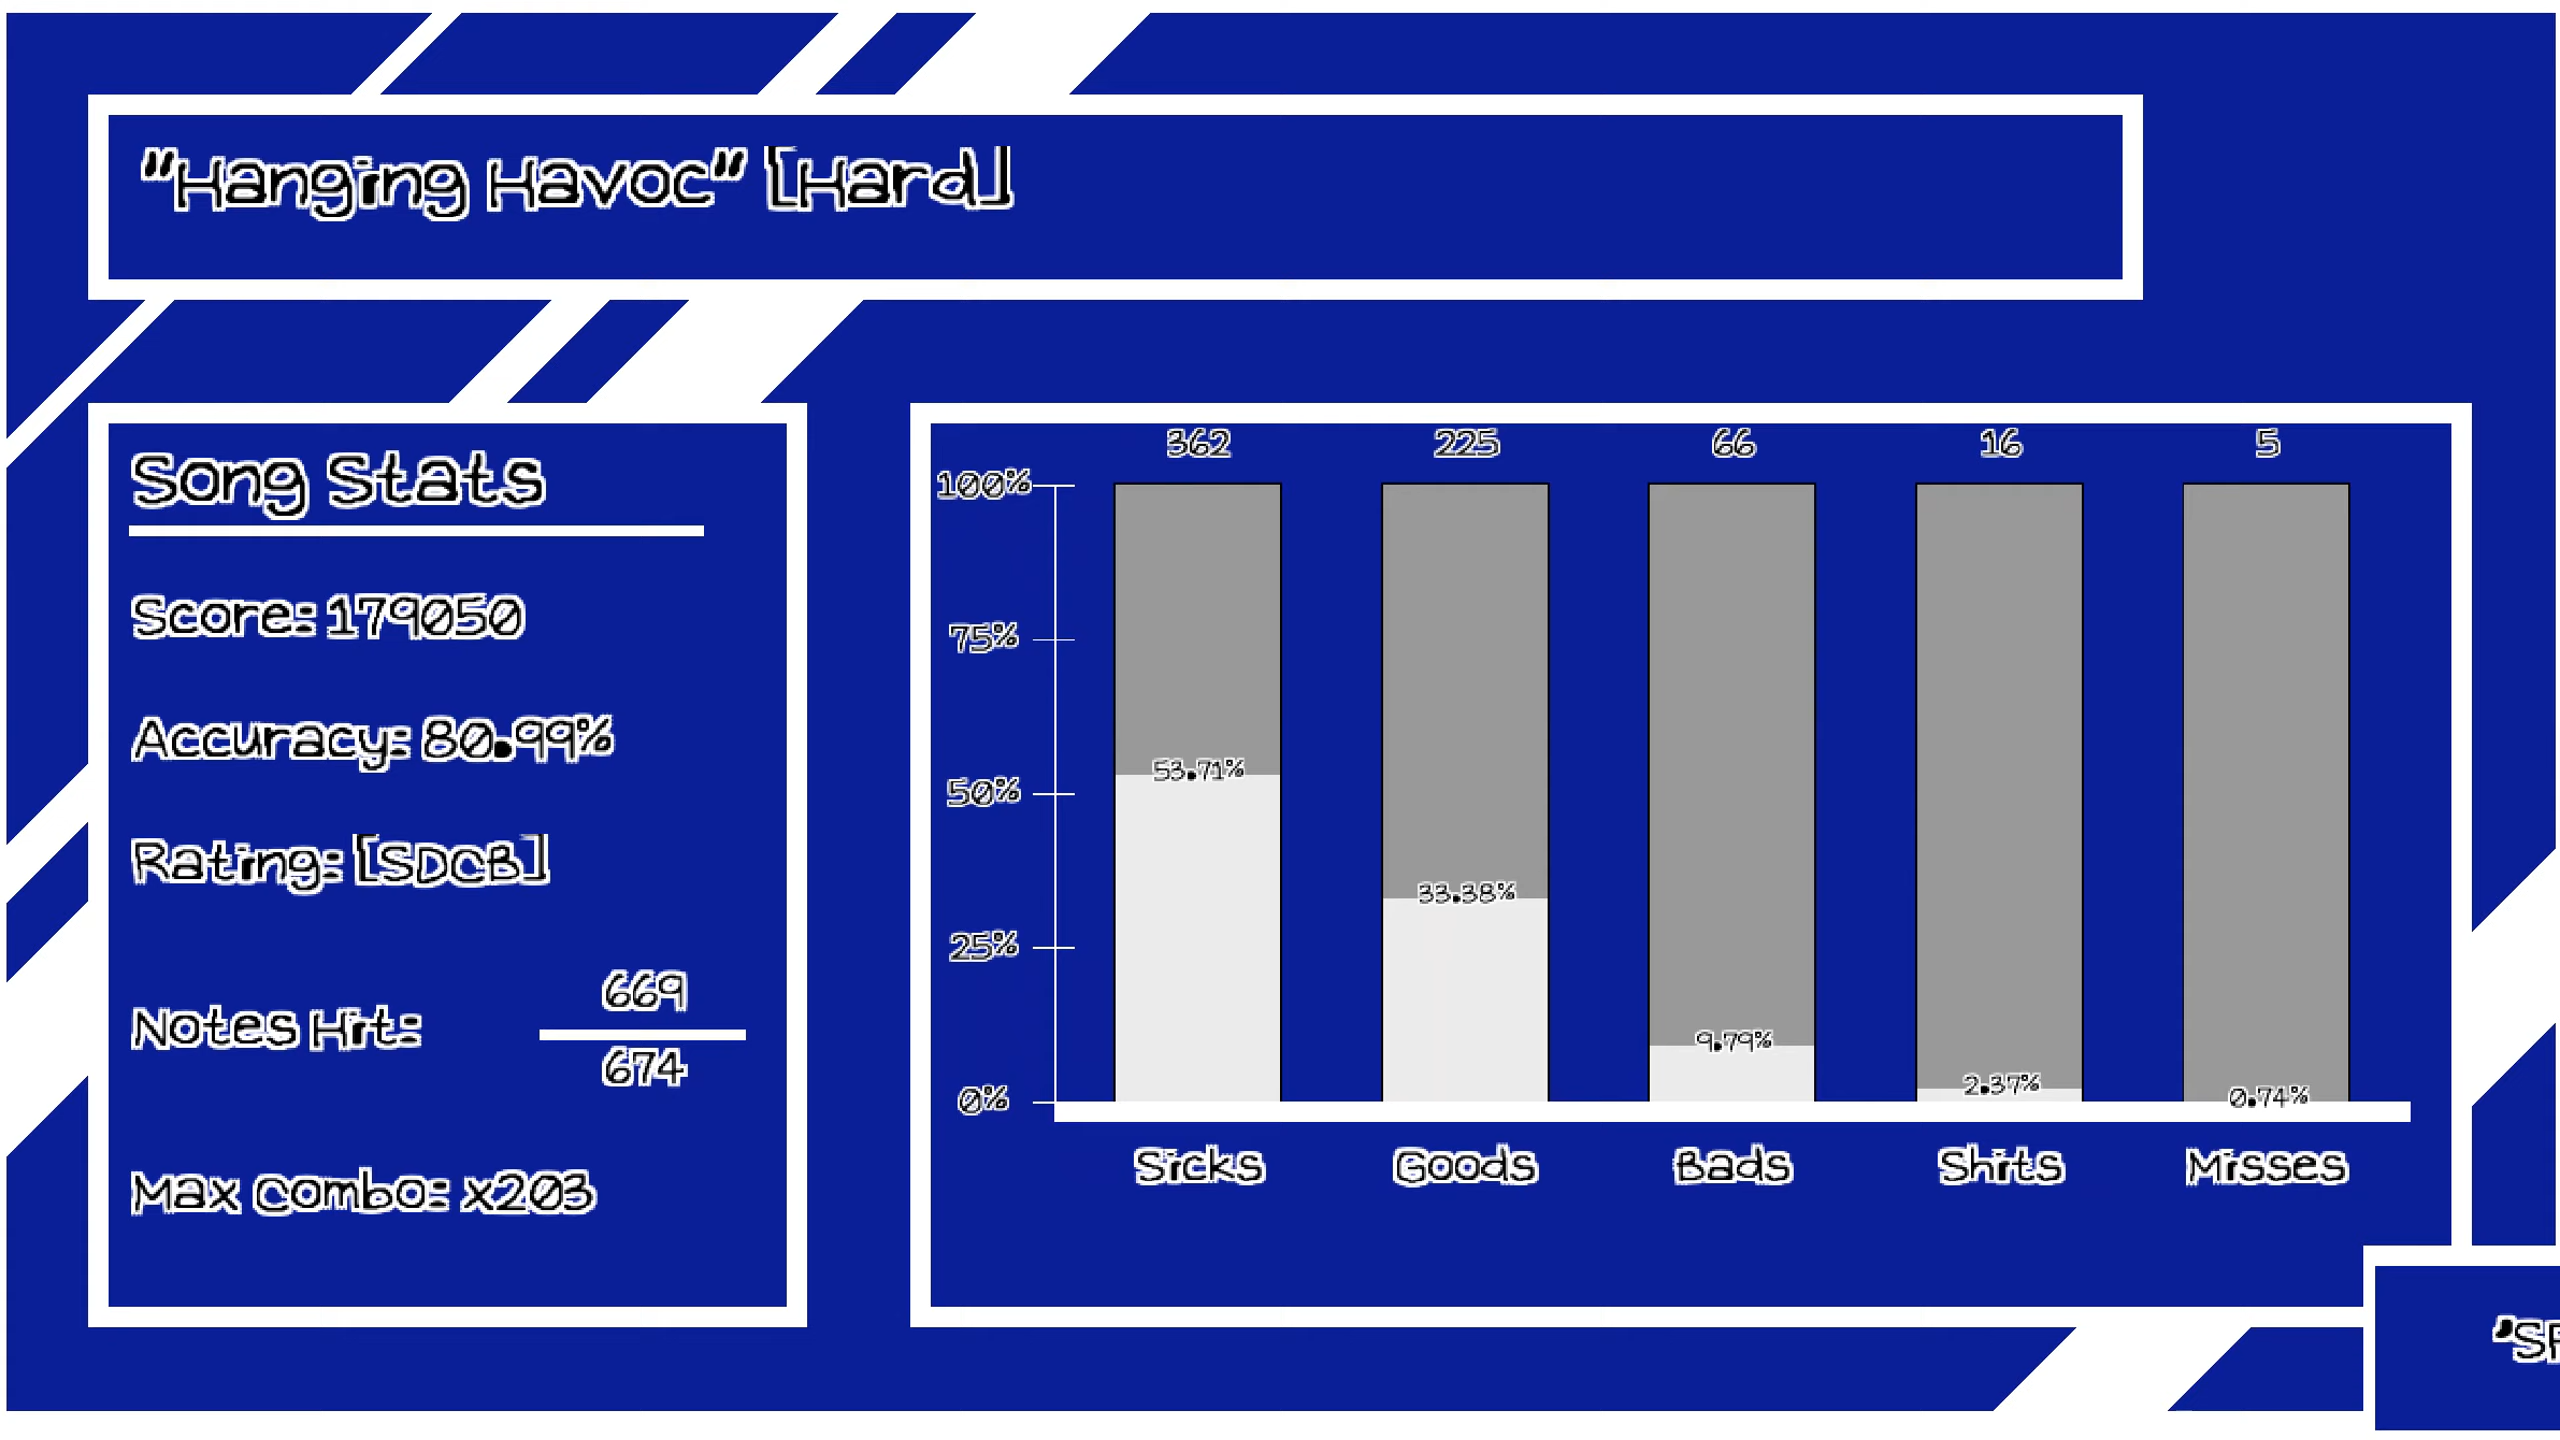 "Hanging Havoc" [Hard]
Song Stats
Score: 179050
Accuracy: 80.99%
Rating: [SDCB]
Notes Hit:
669
674
Max Combo: x203
362
225
66
16
5
100%
75%
50%
25%
0%
53.71%
33.38%
9.79%
2.37%
0.74%
Sicks
Goods
Bads
Shits
Misses